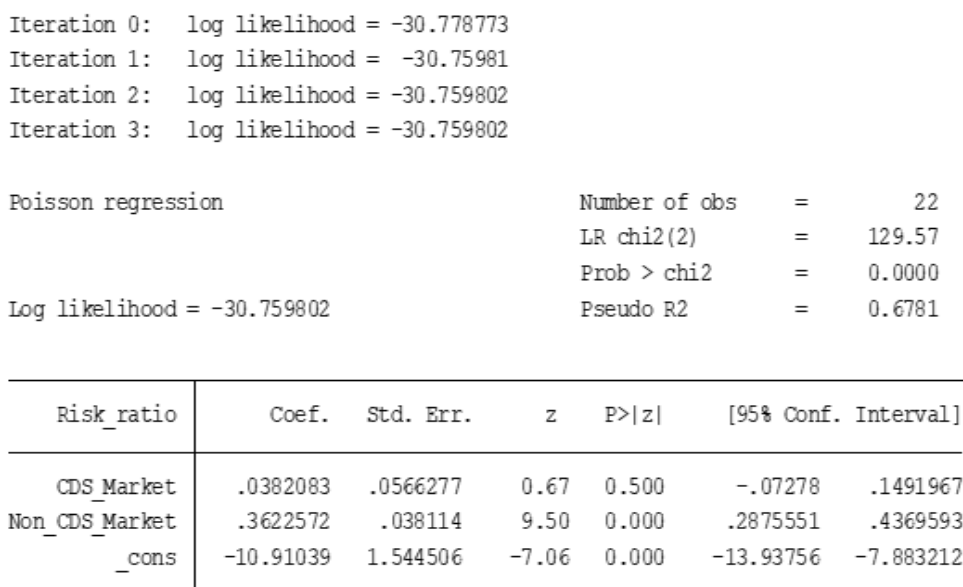 Iteration 0:   log likelihood = -30.778773
Iteration 1:   log likelihood =  -30.75981
Iteration 2:   log likelihood = -30.759802
Iteration 3:   log likelihood = -30.759802
Poisson regression   Number of obs   =   22
LR chi2(2)   =   129.57
Prob > chi2   =   0.0000
Log likelihood = -30.759802   Pseudo R2   =   0.6781
Risk_ratio   Coef.   Std. Err.   z   P>|z|   [95% Conf. Interval]
CDS_Market   .0382083   .0566277   0.67   0.500   -.07278   .1491967
Non_CDS_Market   .3622572   .038114   9.50   0.000   .2875551   .4369593
_cons   -10.91039   1.544506   -7.06   0.000   -13.93756   -7.883212